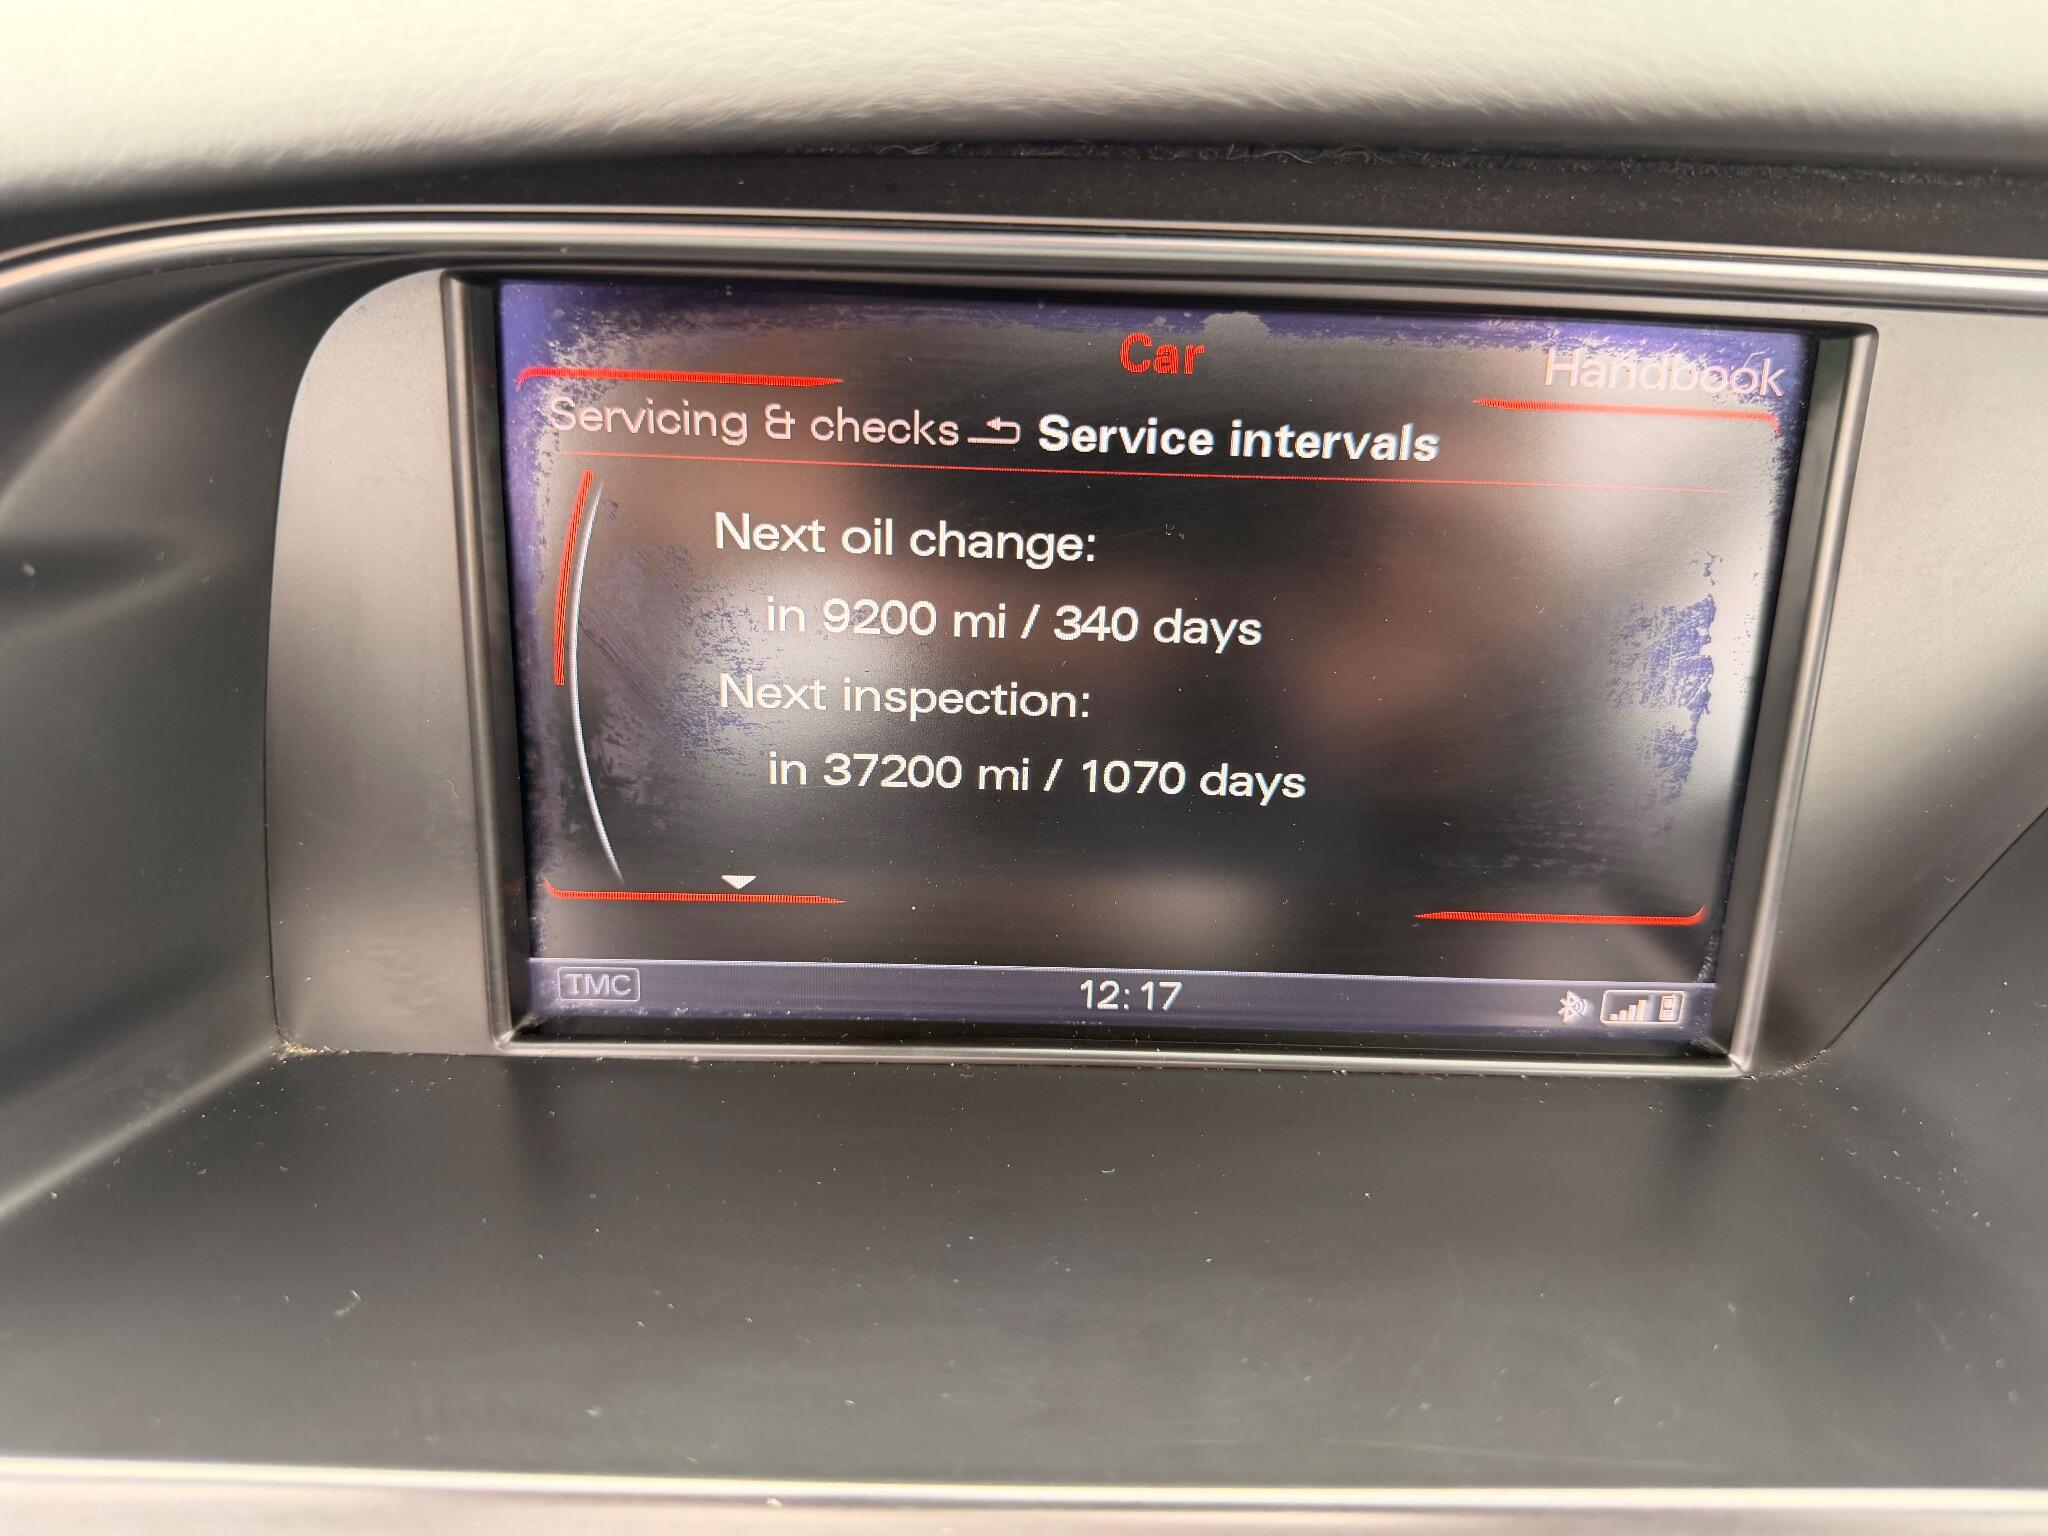 Car
Handbook
Servicing & checks Service intervals
Next oil change:
in 9200 mi / 340 days
Next inspection:
in 37200 mi / 1070 days
TMC
12:17